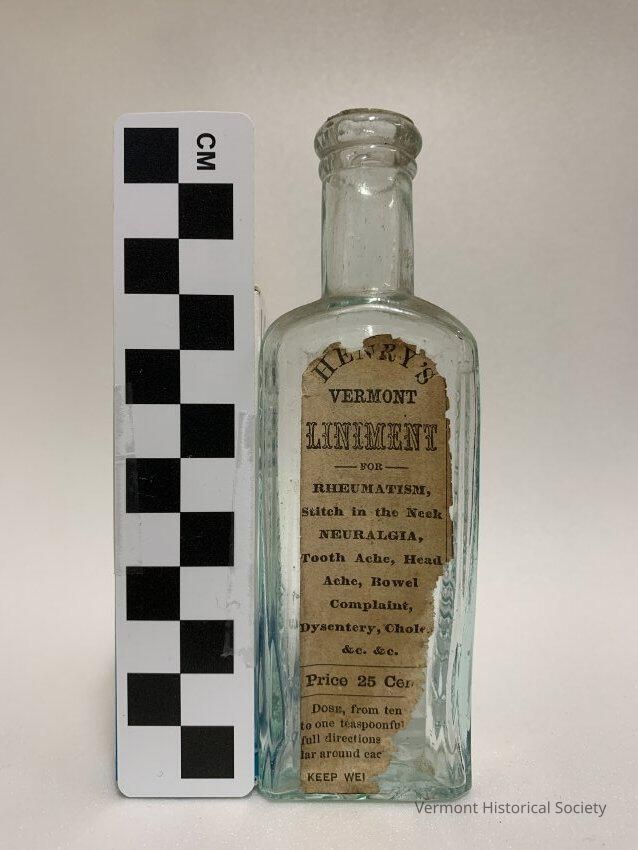 CM
HENRY'S
VERMONT
LINIMENT
FOR
RHEUMATISM,
Stitch in the Neck
NEURALGIA,
Tooth Ache, Head
Ache, Bowel
Complaint,
Dysentery, Chole
&c. &c.
Price 25 Cen
DOSE, from ten
to one teaspoonful
full directions
lar around eac
KEEP WEL
Vermont Historical Society